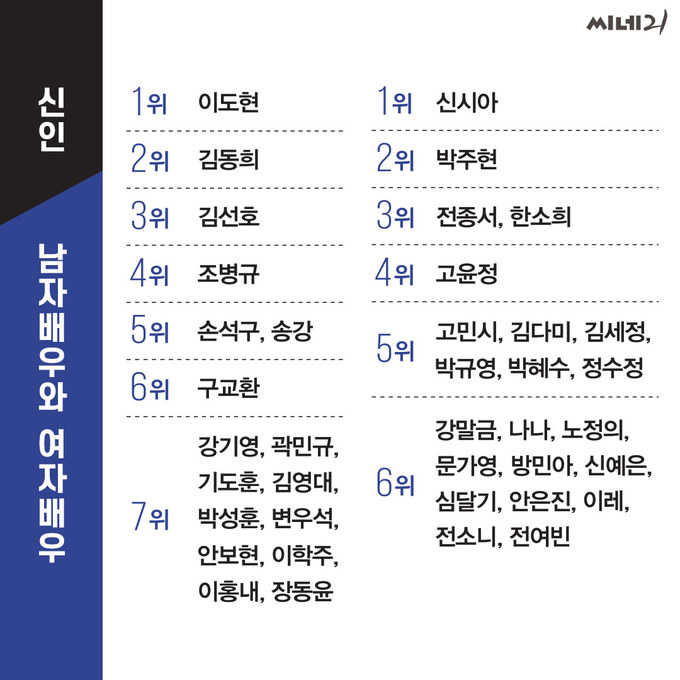 씨네21
신인
남자배우와 여자배우
1위 이도현
2위 김동희
3위 김선호
4위 조병규
5위 손석구, 송강
6위 구교환
7위
강기영, 곽민규,
기도훈, 김영대,
박성훈, 변우석,
안보현, 이학주,
이홍내, 장동윤
1위 신시아
2위 박주현
3위 전종서, 한소희
4위 고윤정
5위
고민시, 김다미, 김세정,
박규영, 박혜수, 정수정
6위
강말금, 나나, 노정의,
문가영, 방민아, 신예은,
심달기, 안은진, 이레,
전소니, 전여빈